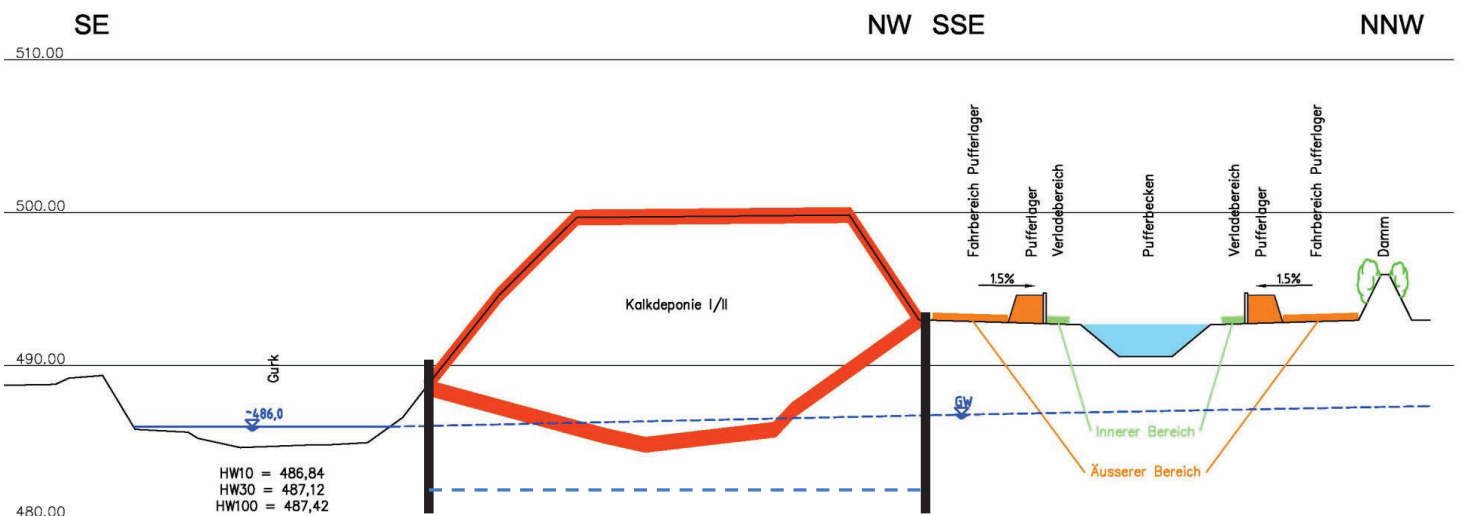 SE
NW
SSE
NNW
510.00
Fahrbereich Pufferlager
Pufferlager
Verladebereich
Pufferbecken
Verladebereich
Pufferlager
Fahrbereich Pufferlager
Damm
500.00
1.5%
1.5%
Kalkdeponie I/II
490.00
Gurk
~486,0
GW
Innerer Bereich
Äusserer Bereich
HW10 = 486,84
HW30 = 487,12
HW100 = 487,42
480.00